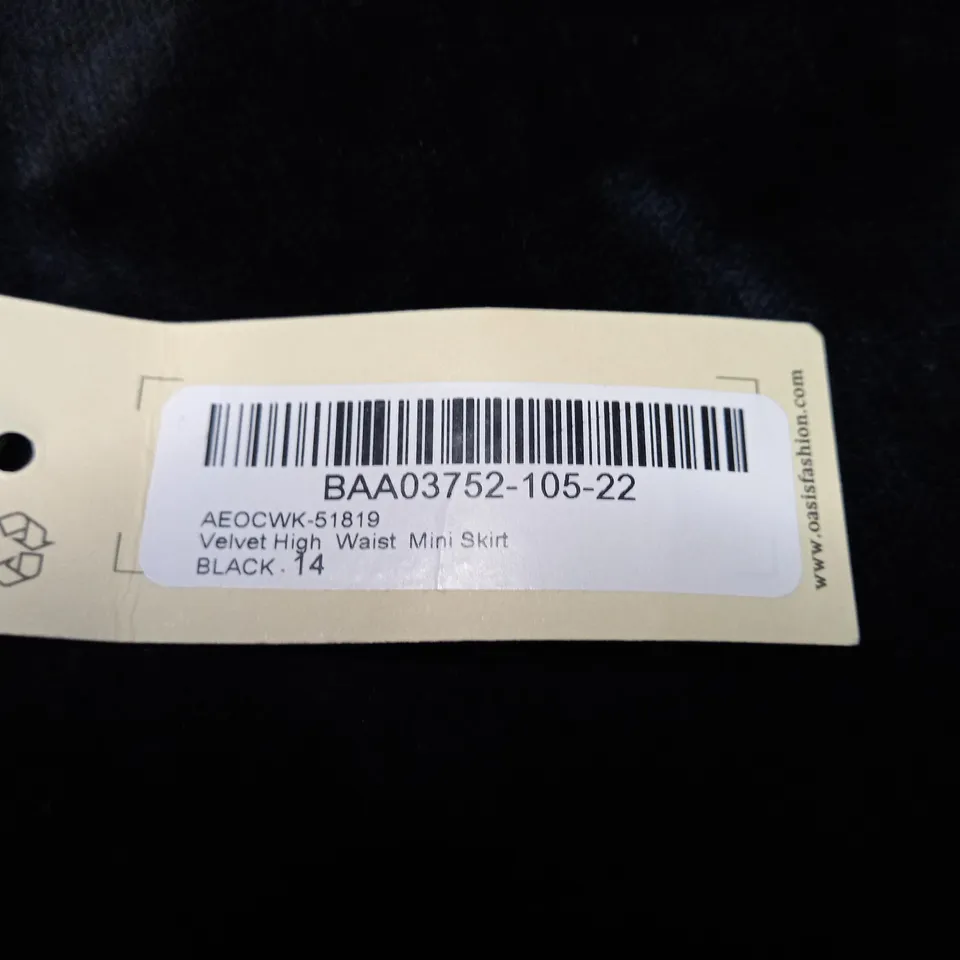 BAA03752-105-22
AEOCWK-51819
Velvet High Waist Mini Skirt
BLACK - 14
www.oasisfashion.com